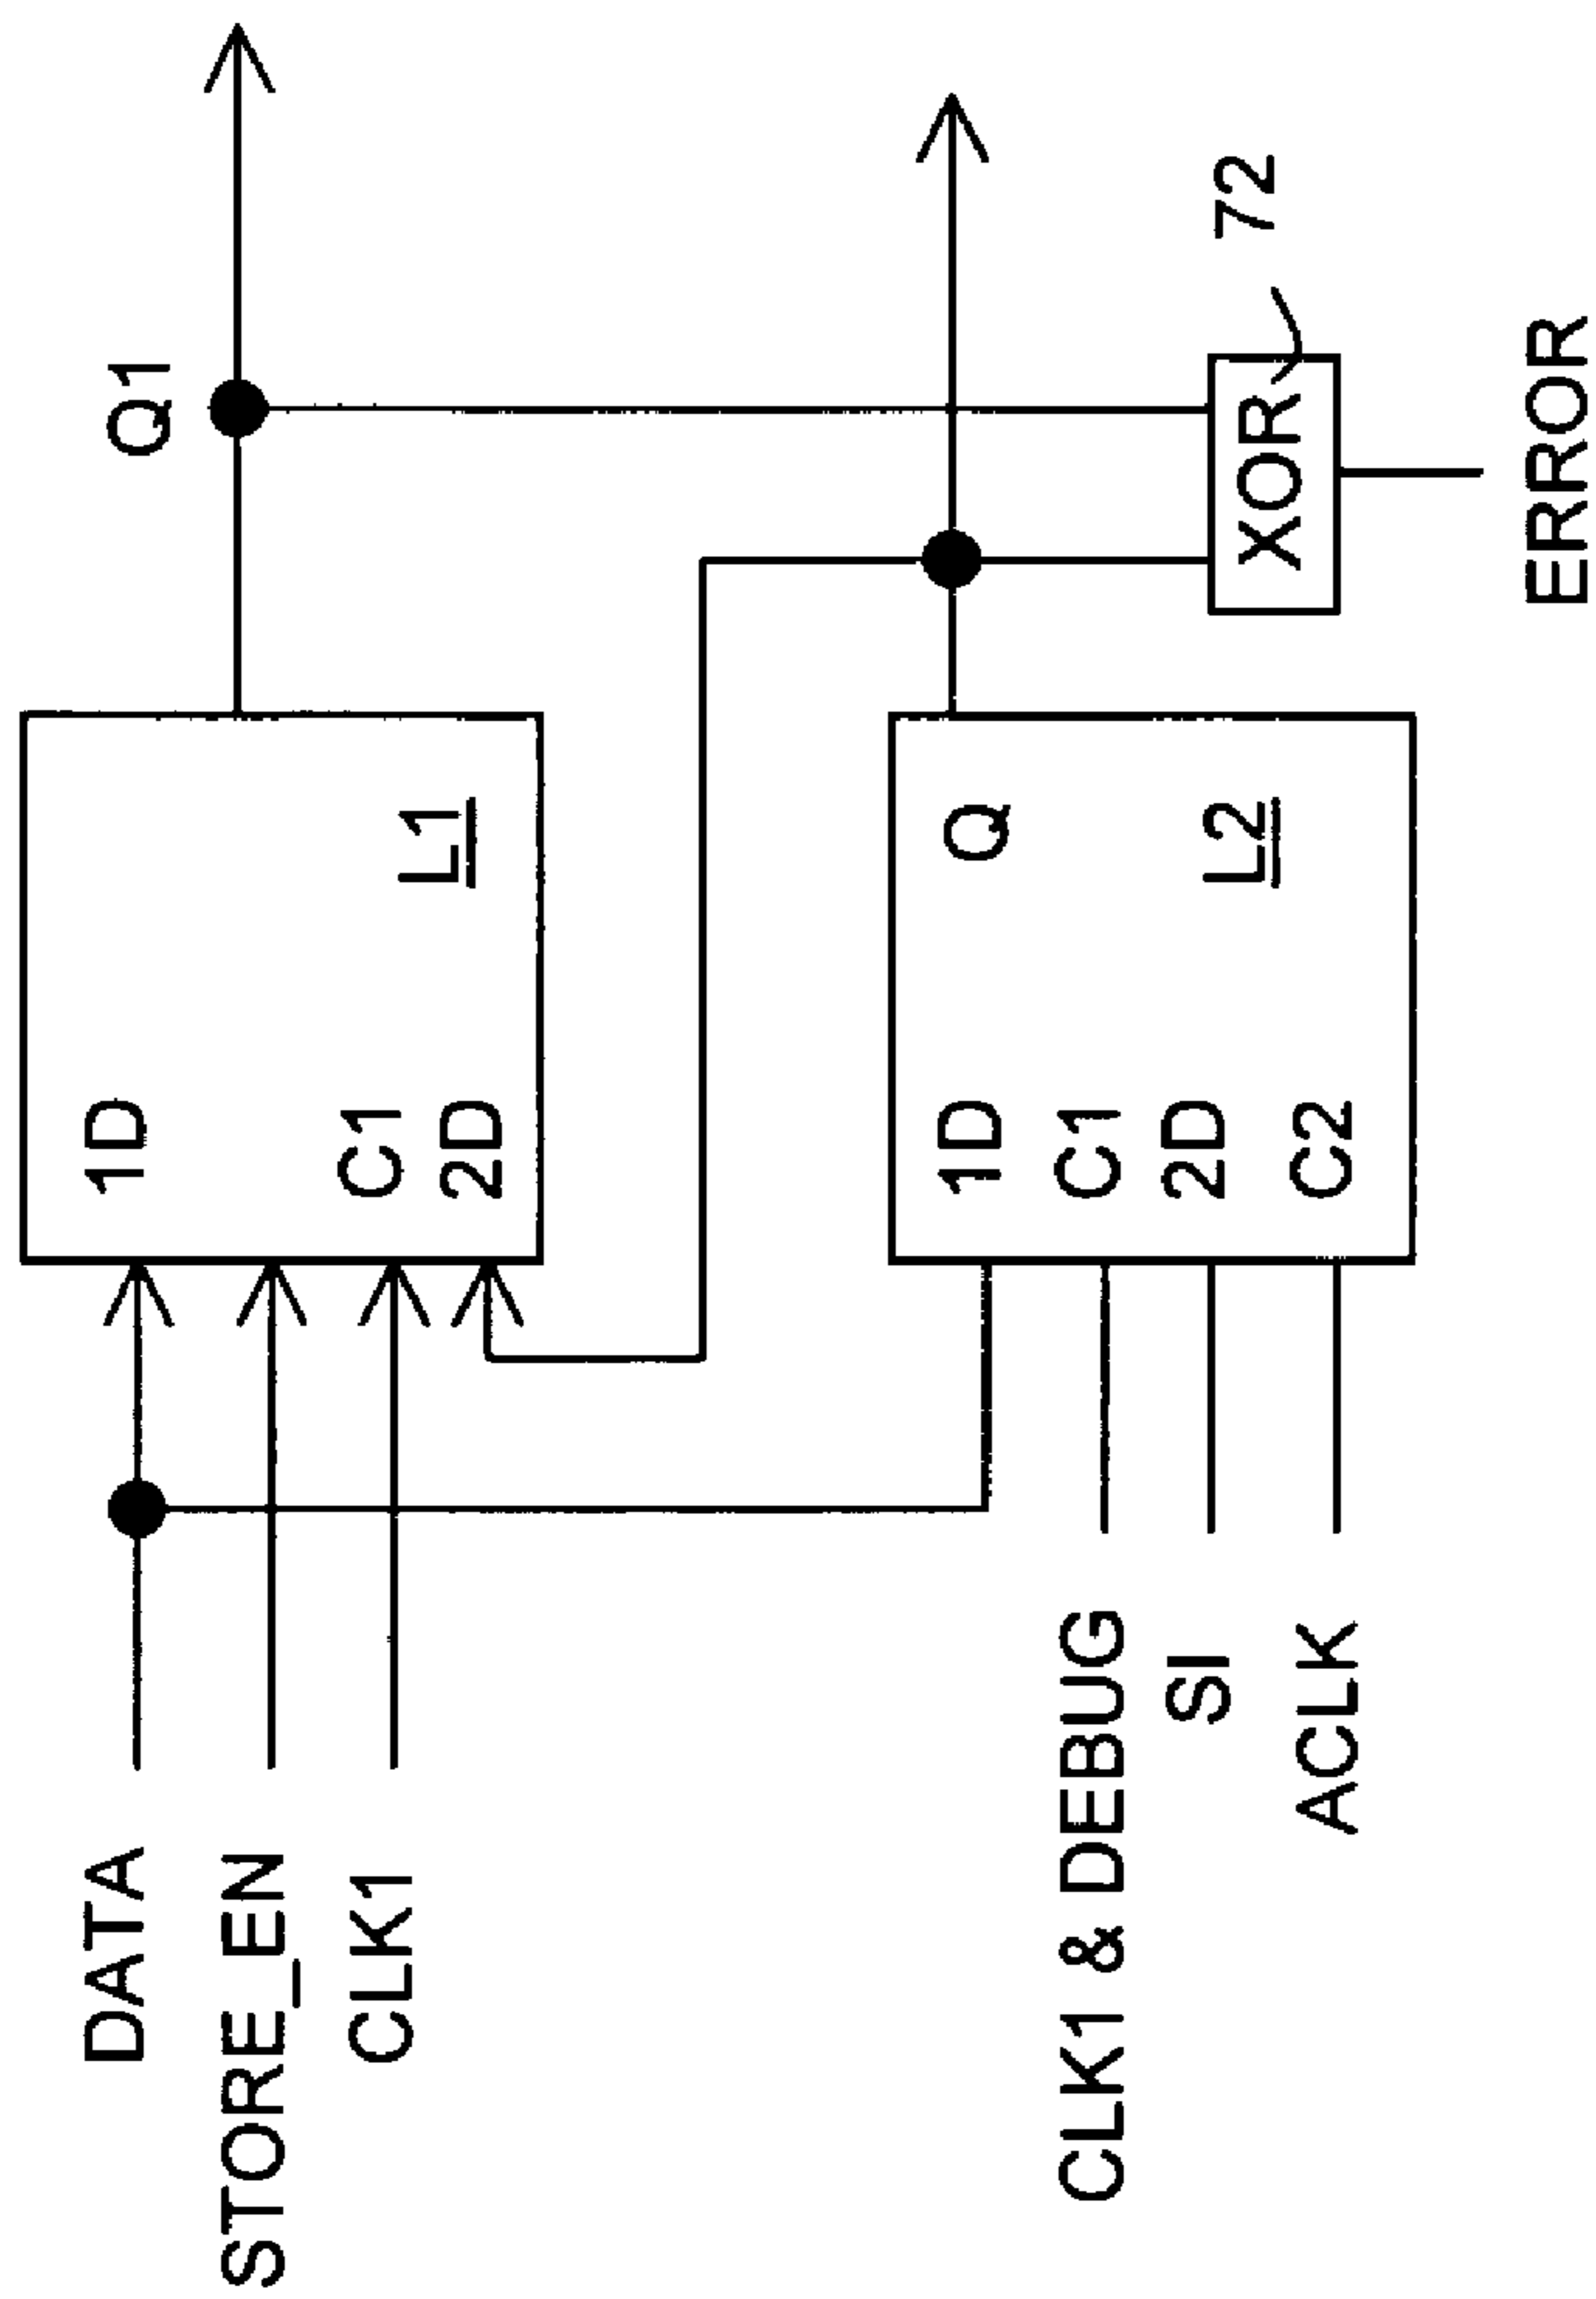 DATA
STORE_EN
CLK1
1D
C1
2D
L1
Q1
CLK1 & DEBUG
SI
ACLK
1D
C1
2D
C2
Q
L2
XOR
72
ERROR